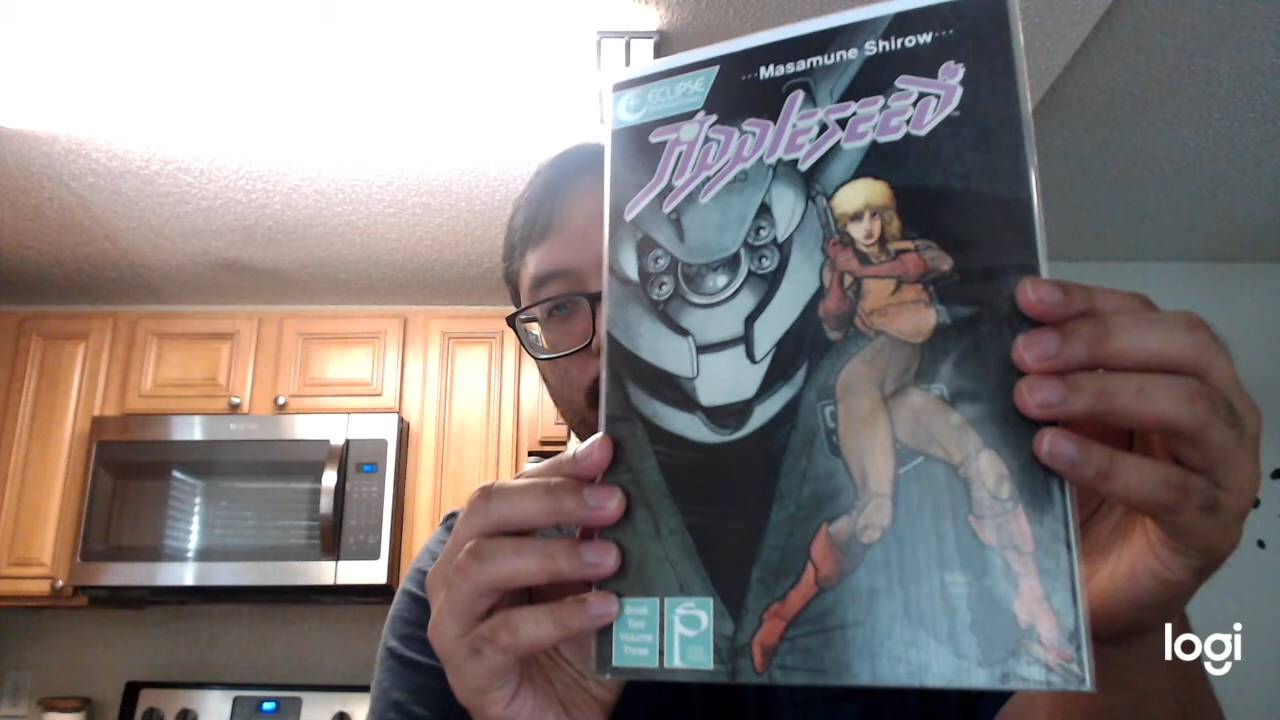 ...Masamune Shirow...
ECLIPSE
Appleseed
Book
Two
Volume
Three
logi